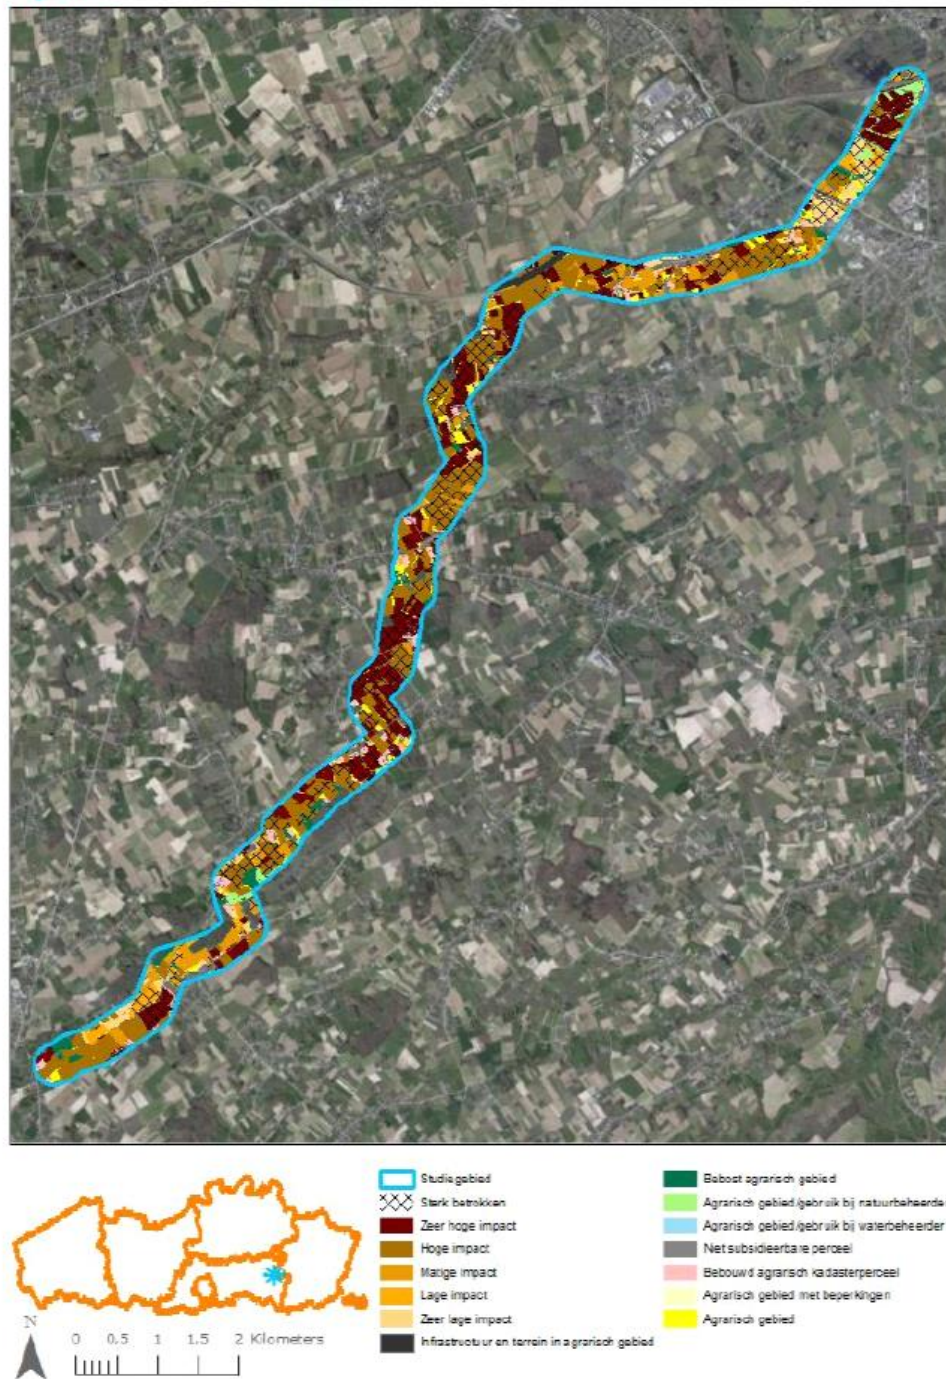 Studiegebied
Sterk betrokken
Zeer hoge impact
Hoge impact
Matige impact
Lage impact
Zeer lage impact
Infrastructuur en terrein in agrarisch gebied
Bebost agrarisch gebied
Agrarisch gebied/gebruik bij natuurbeheerder
Agrarisch gebied/gebruik bij waterbeheerder
Niet subsidieerbare perceel
Bebouwd agrarisch kadasterperceel
Agrarisch gebied met beperkingen
Agrarisch gebied
N
0 0.5 1 1.5 2 Kilometers